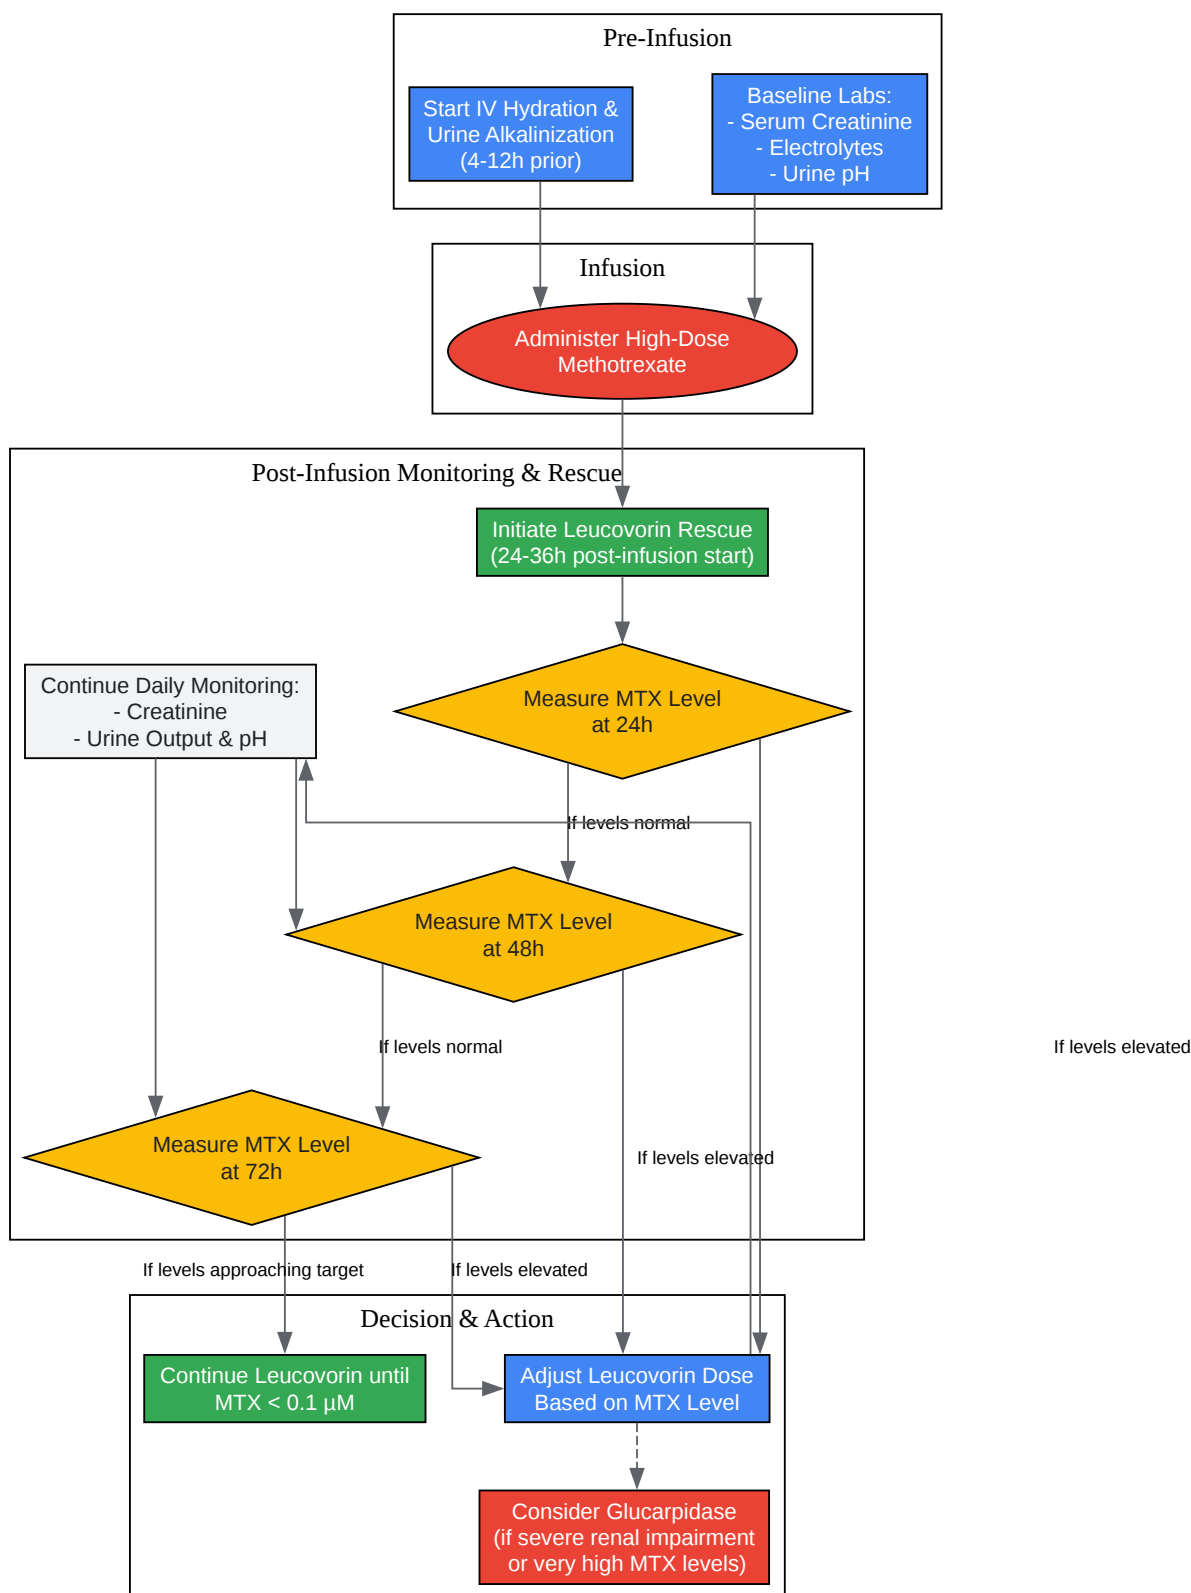 Pre-Infusion
Start IV Hydration &
Urine Alkalinization
(4-12h prior)
Baseline Labs:
- Serum Creatinine
- Electrolytes
- Urine pH
Infusion
Administer High-Dose
Methotrexate
Post-Infusion Monitoring & Rescue
Initiate Leucovorin Rescue
(24-36h post-infusion start)
Continue Daily Monitoring:
- Creatinine
- Urine Output & pH
Measure MTX Level
at 24h
If levels normal
Measure MTX Level
at 48h
If levels normal
If levels elevated
Measure MTX Level
at 72h
If levels elevated
If levels approaching target
If levels elevated
Decision & Action
Continue Leucovorin until
MTX < 0.1 µM
Adjust Leucovorin Dose
Based on MTX Level
Consider Glucarpidase
(if severe renal impairment
or very high MTX levels)